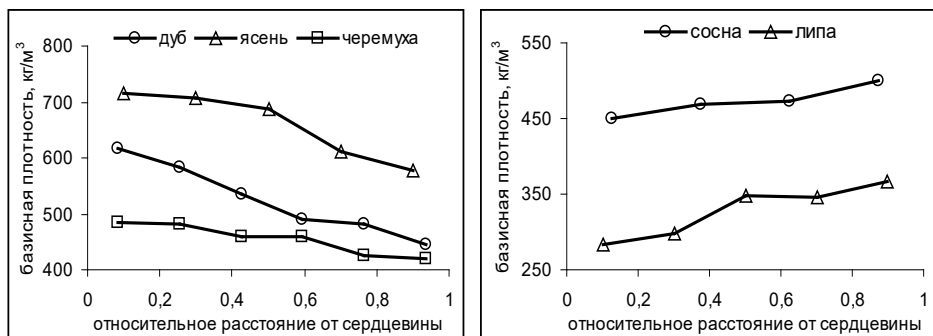 базисная плотность, кг/м³
800
700
600
500
400
дуб ясень черемуха
0 0,2 0,4 0,6 0,8 1
относительное расстояние от сердцевины
базисная плотность, кг/м³
550
450
350
250
сосна липа
0 0,2 0,4 0,6 0,8 1
относительное расстояние от сердцевины